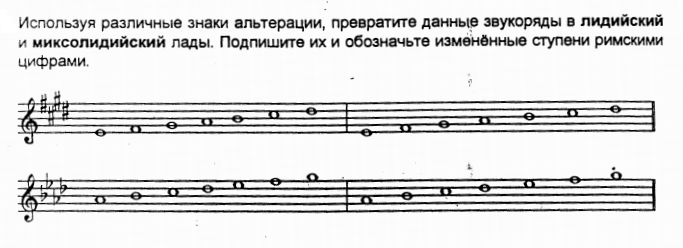 Используя различные знаки альтерации, превратите данные звукоряды в лидийский
и миксолидийский лады. Подпишите их и обозначьте изменённые ступени римскими
цифрами.